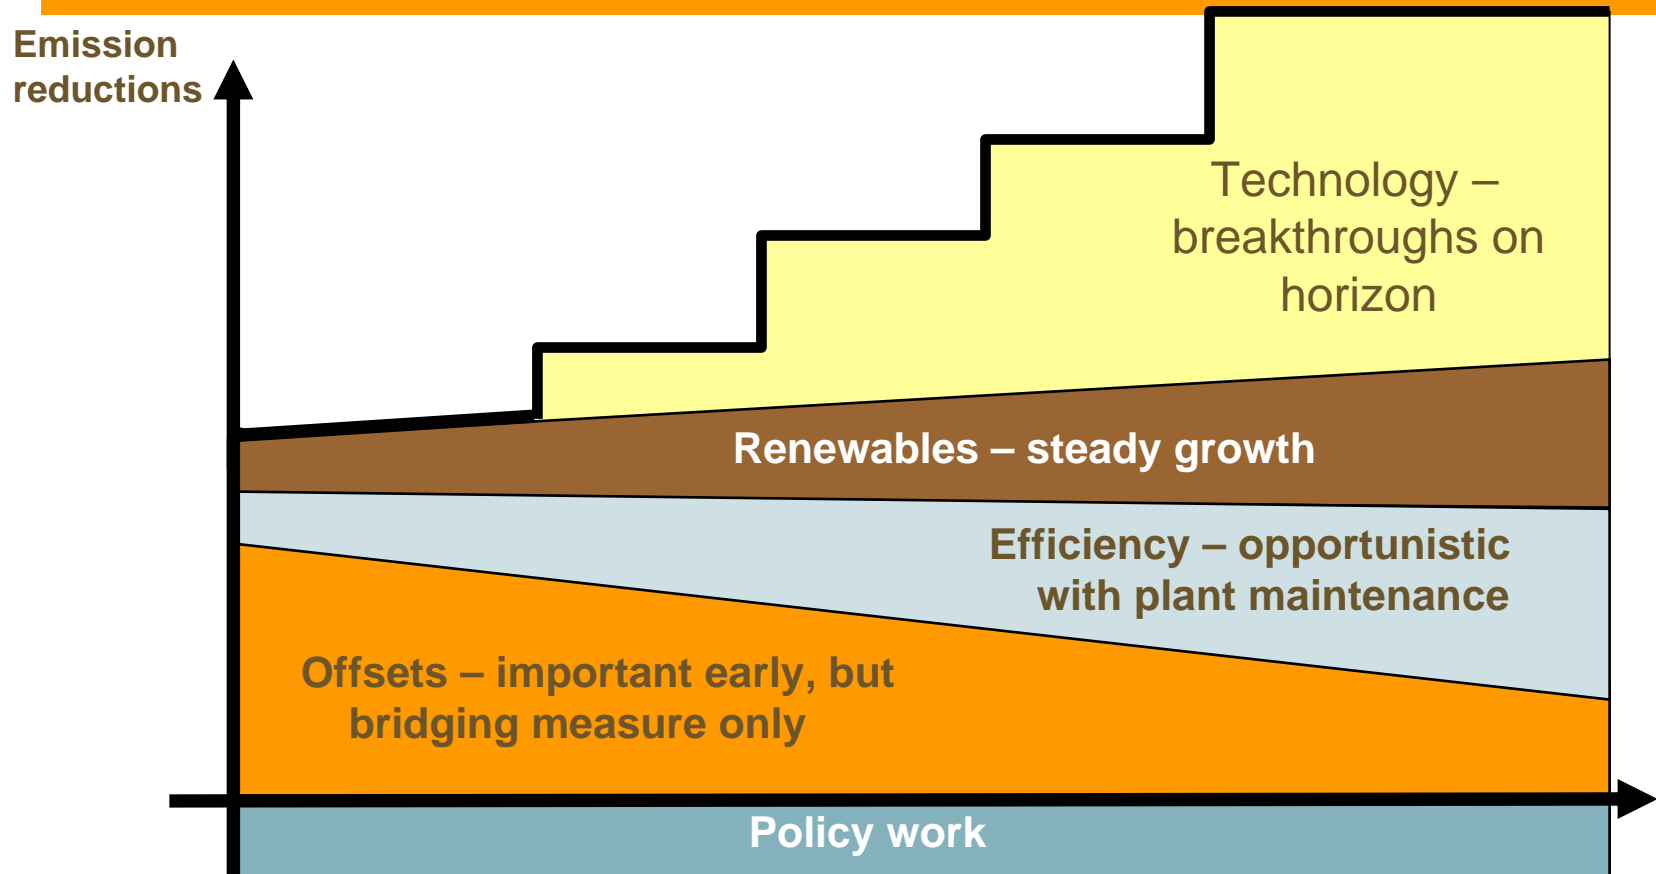 Emission
reductions
Technology –
breakthroughs on
horizon
Renewables – steady growth
Efficiency – opportunistic
with plant maintenance
Offsets – important early, but
bridging measure only
Policy work